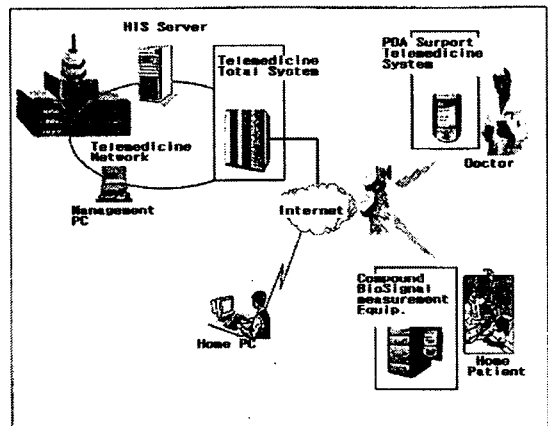 HIS Server
Telemedicine
Total System
PDA Surport
Telemedicine
System
Doctor
Telemedicine
Network
Management
PC
Internet
Home PC
Compound
BioSignal
measurement
Equip.
Home
Patient